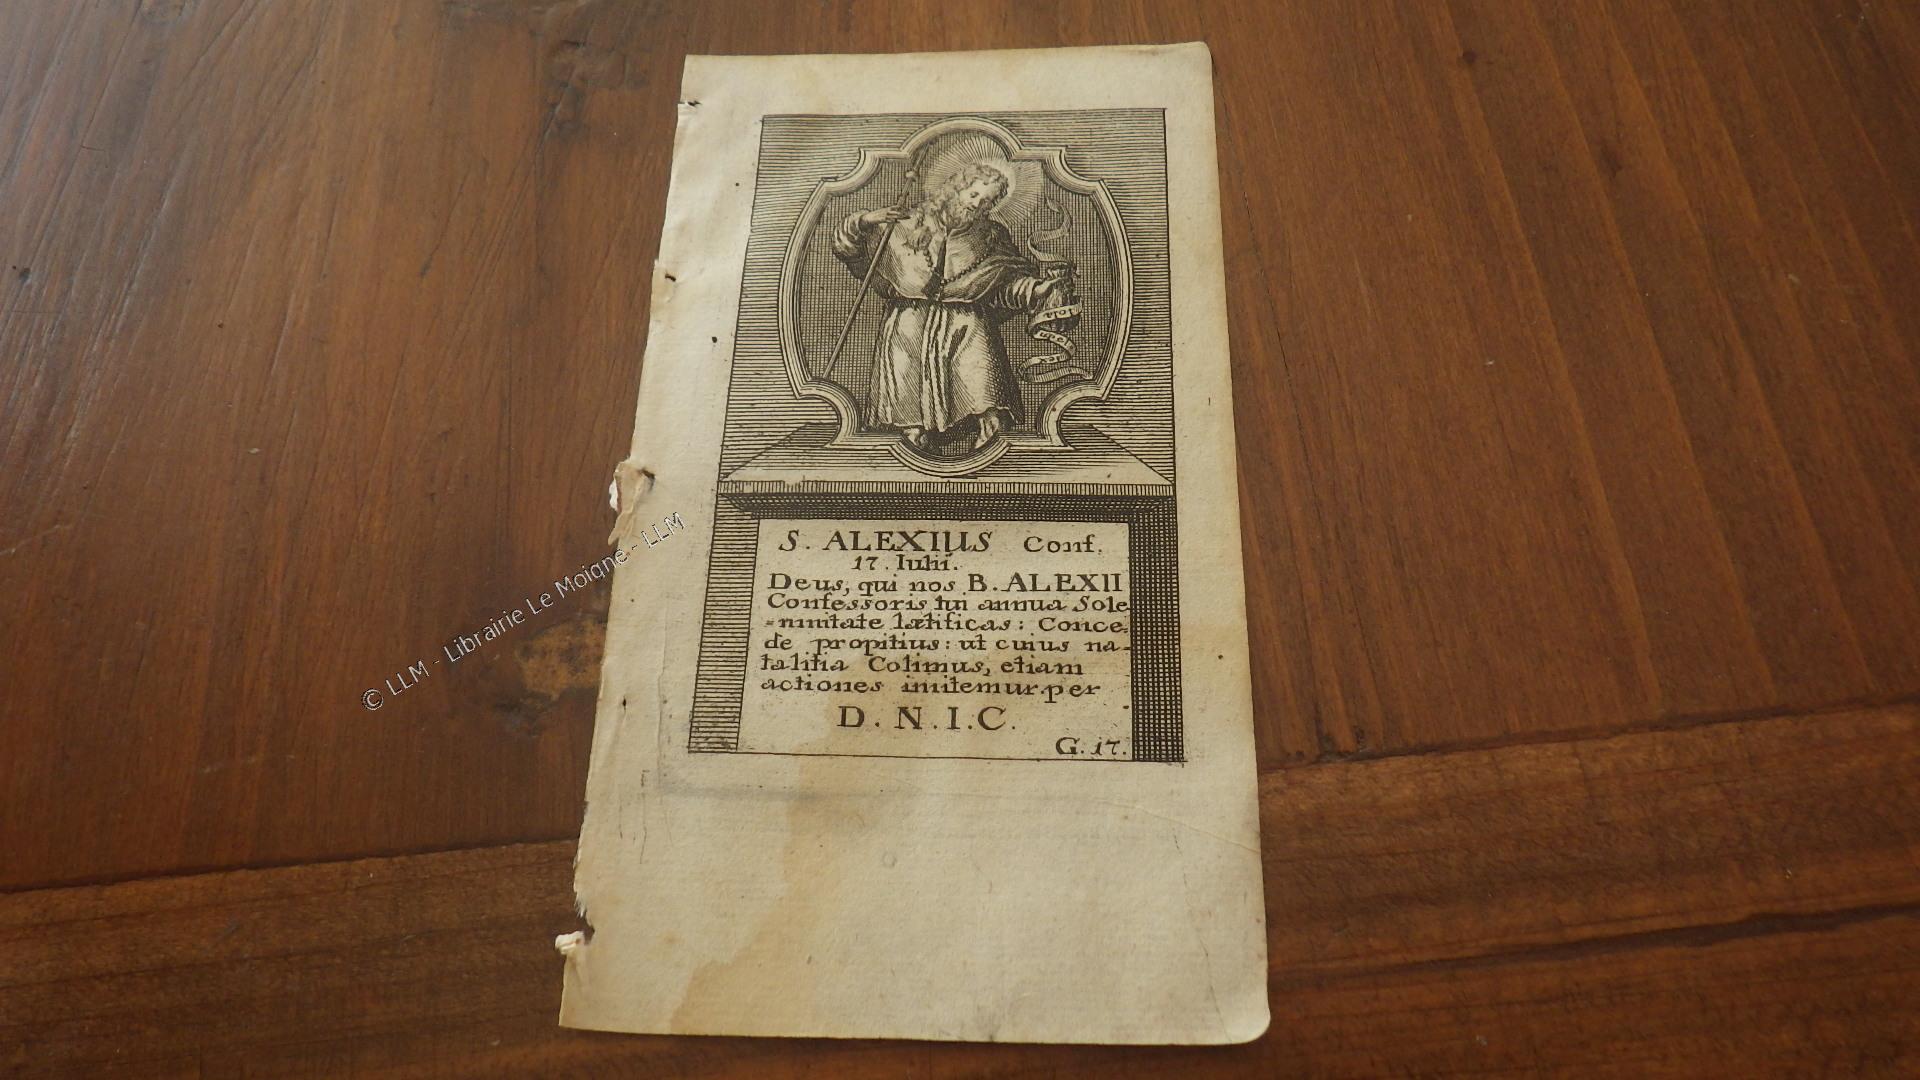 S. ALEXIUS Conf.
17. Iulii.
Deus, qui nos B. ALEXII
Confessoris tui annua Sole
=mnitate lætificas: Conce=
de propitius: ut cuius na=
talitia Colimus, etiam
actiones imitemur. per
D. N. I. C.
G. 17.
© LLM - Librairie Le Moigne - LLM